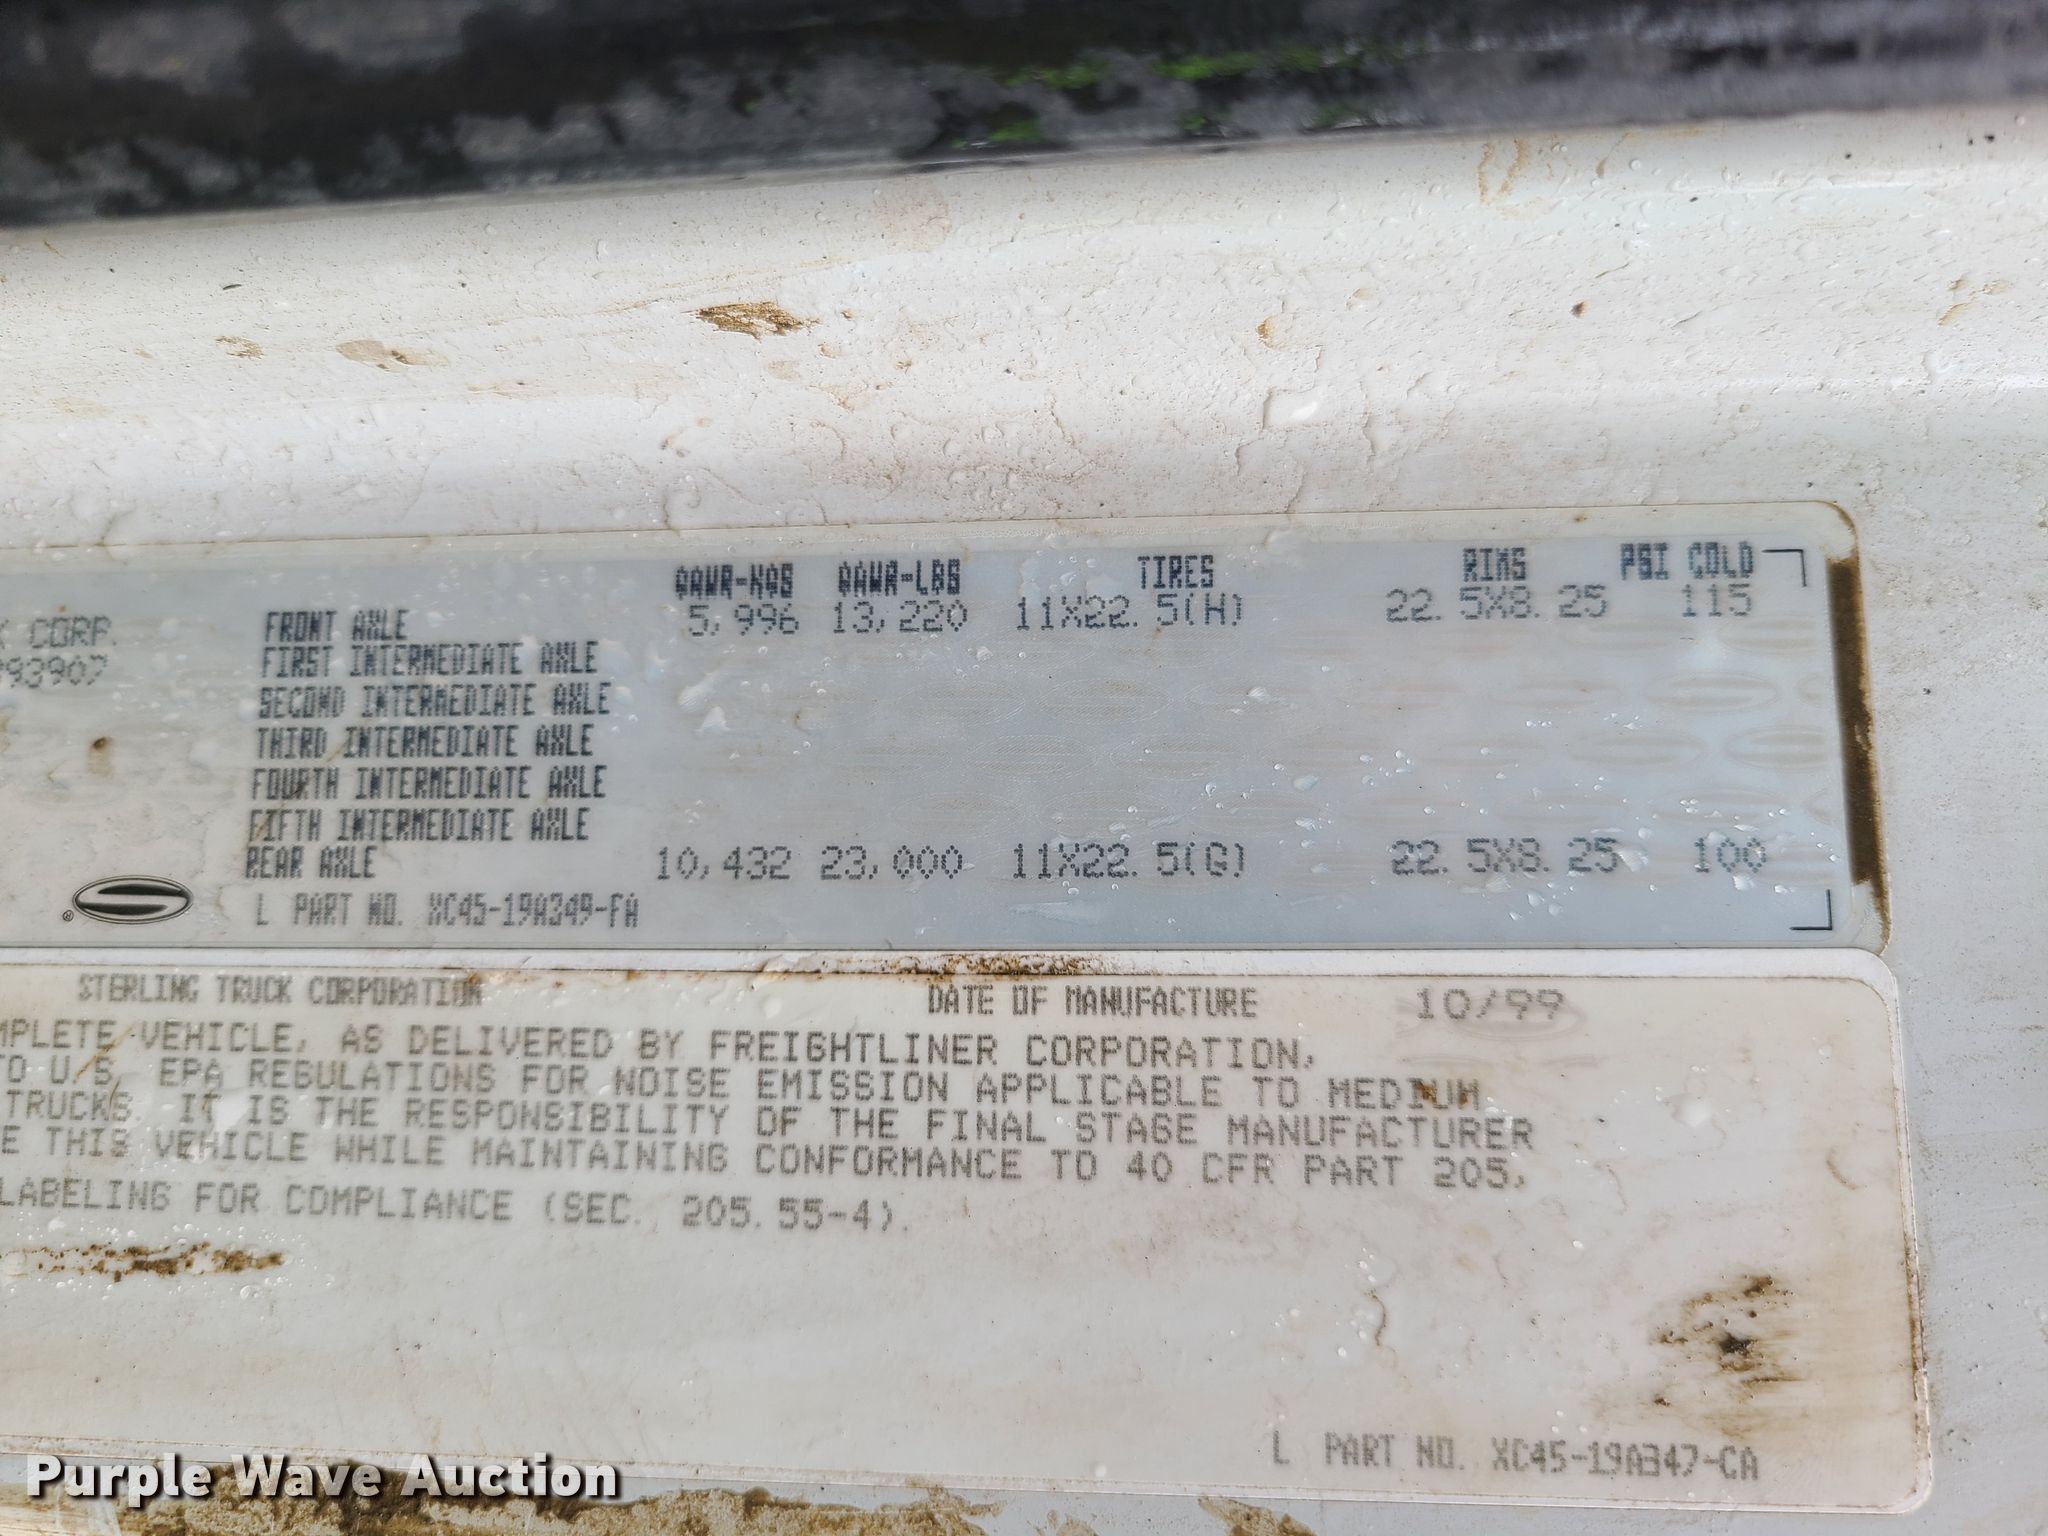 GAWR-KGS GAWR-LBS TIRES RIMS PSI COLD
CORP. FRONT AXLE 5,996 13,220 11X22.5(H) 22.5X8.25 115
93907 FIRST INTERMEDIATE AXLE
SECOND INTERMEDIATE AXLE
THIRD INTERMEDIATE AXLE
FOURTH INTERMEDIATE AXLE
FIFTH INTERMEDIATE AXLE
REAR AXLE 10,432 23,000 11X22.5(G) 22.5X8.25 100
® L PART NO. XC45-19A349-FA
STERLING TRUCK CORPORATION DATE OF MANUFACTURE 10/99
MPLETE VEHICLE, AS DELIVERED BY FREIGHTLINER CORPORATION,
TO U.S. EPA REGULATIONS FOR NOISE EMISSION APPLICABLE TO MEDIUM
TRUCKS. IT IS THE RESPONSIBILITY OF THE FINAL STAGE MANUFACTURER
E THIS VEHICLE WHILE MAINTAINING CONFORMANCE TO 40 CFR PART 205,
LABELING FOR COMPLIANCE (SEC. 205.55-4).
L PART NO. XC45-19A347-CA
Purple Wave Auction